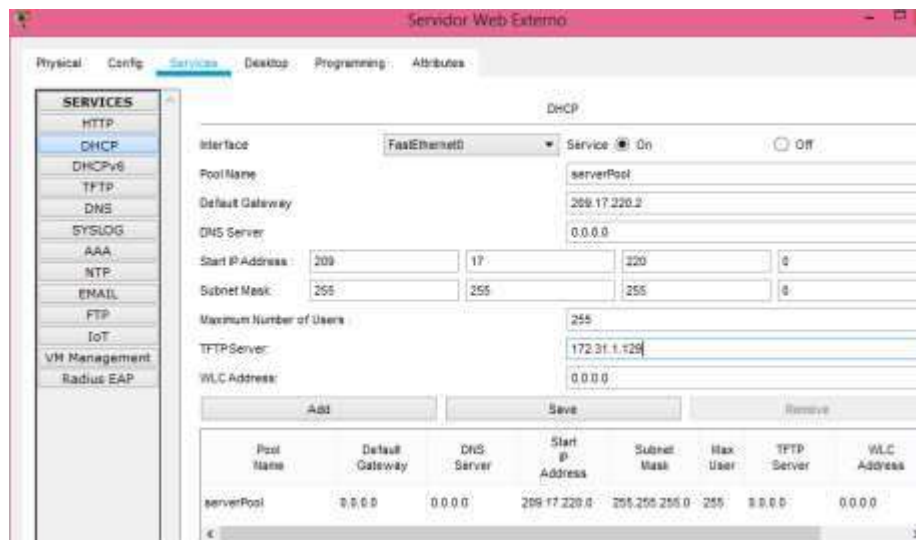 Servidor Web Externo
Physical Config Services Desktop Programming Attributes
SERVICES
HTTP
DHCP
DHCPv6
TFTP
DNS
SYSLOG
AAA
NTP
EMAIL
FTP
IoT
VM Management
Radius EAP
DHCP
Interface FastEthernet0 Service On Off
Pool Name serverPool
Default Gateway 209.17.220.2
DNS Server 0.0.0.0
Start IP Address : 209 17 220 0
Subnet Mask: 255 255 255 0
Maximum Number of Users : 255
TFTP Server: 172.31.1.129
WLC Address: 0.0.0.0
Add Save Remove
Pool Name Default Gateway DNS Server Start IP Address Subnet Mask Max User TFTP Server WLC Address
serverPool 0.0.0.0 0.0.0.0 209.17.220.0 255.255.255.0 255 0.0.0.0 0.0.0.0